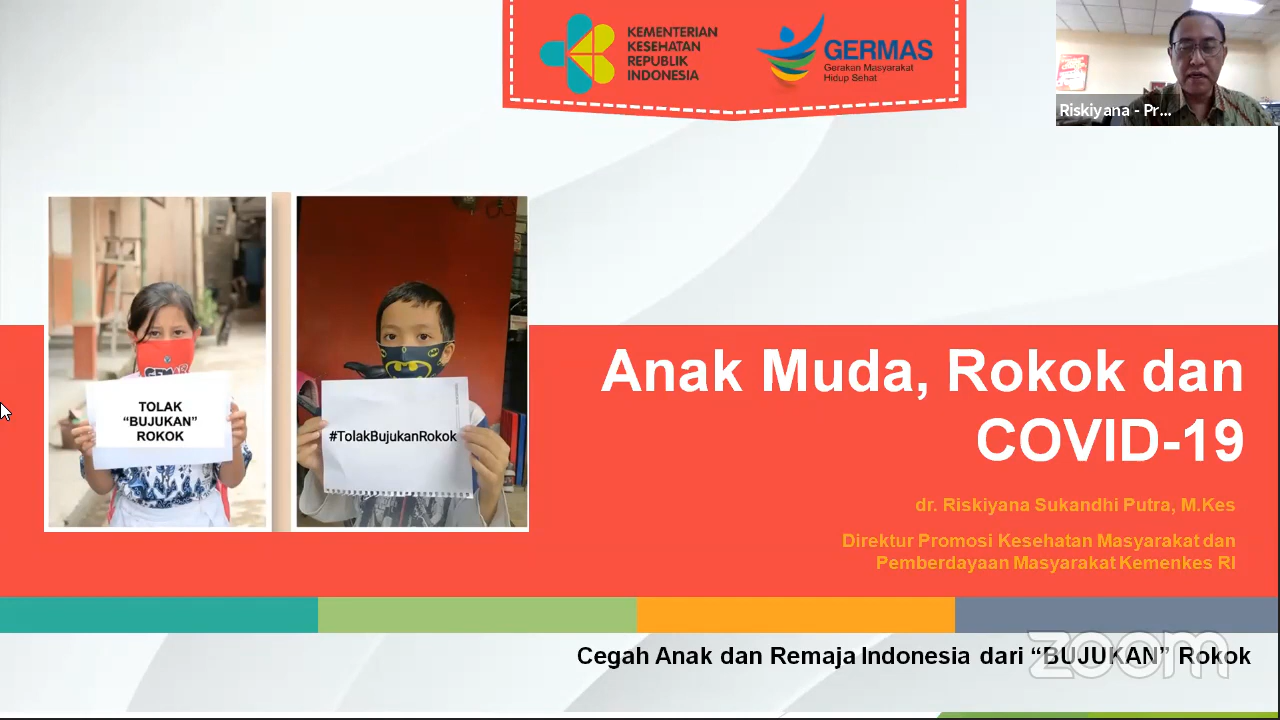 KEMENTERIAN
KESEHATAN
REPUBLIK
INDONESIA
GERMAS
Gerakan Masyarakat
Hidup Sehat
Riskiyana - Pr...
TOLAK
“BUJUKAN”
ROKOK
#TolakBujukanRokok
Anak Muda, Rokok dan
COVID-19
dr. Riskiyana Sukandhi Putra, M.Kes
Direktur Promosi Kesehatan Masyarakat dan
Pemberdayaan Masyarakat Kemenkes RI
Cegah Anak dan Remaja Indonesia dari “BUJUKAN” Rokok
zoom